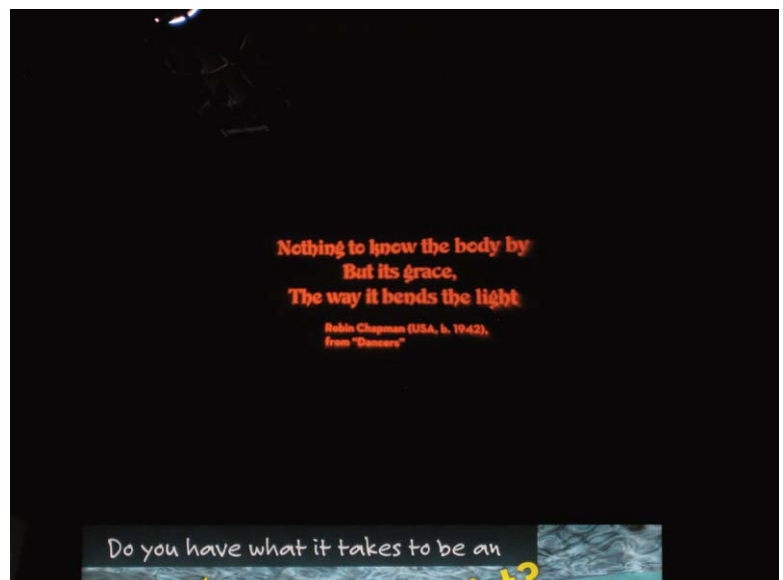 Nothing to know the body by
But its grace,
The way it bends the light
Robin Chapman (USA, b. 1942),
from "Dancers"
Do you have what it takes to be an